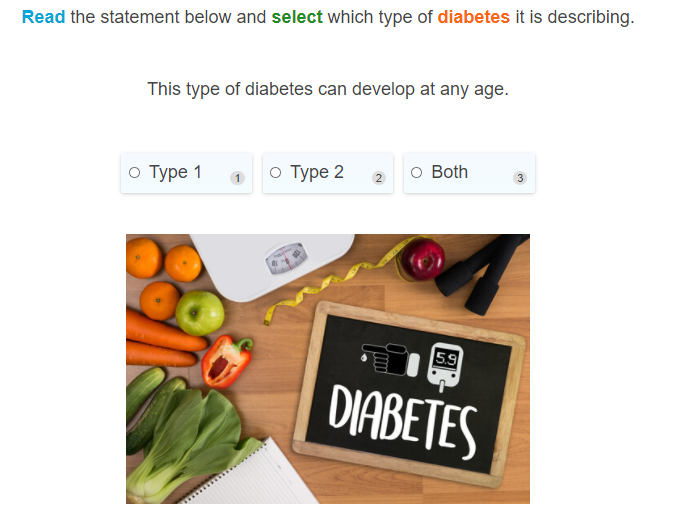 Read the statement below and select which type of diabetes it is describing.
This type of diabetes can develop at any age.
Type 1 1
Type 2 2
Both 3
5.9
DIABETES